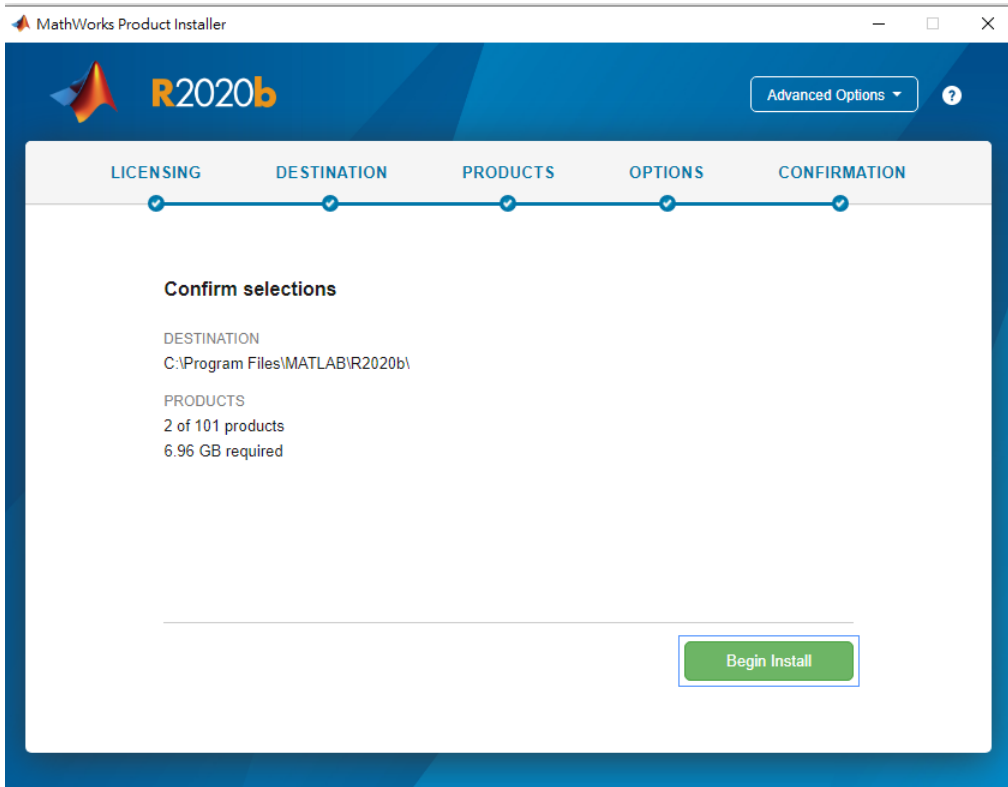 MathWorks Product Installer
R2020b
Advanced Options
?
LICENSING DESTINATION PRODUCTS OPTIONS CONFIRMATION
Confirm selections
DESTINATION
C:\Program Files\MATLAB\R2020b\
PRODUCTS
2 of 101 products
6.96 GB required
Begin Install